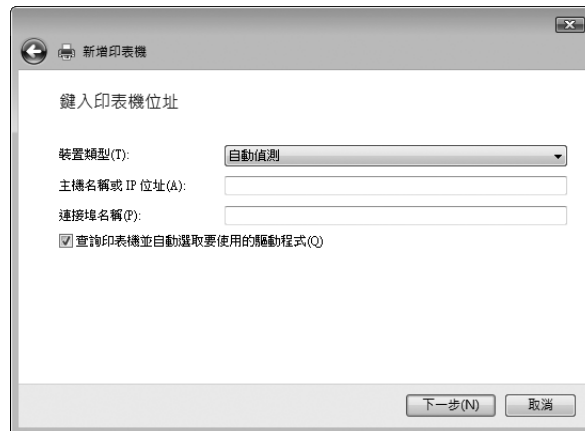 新增印表機
鍵入印表機位址
裝置類型(T): 自動偵測
主機名稱或 IP 位址(A):
連接埠名稱(P):
查詢印表機並自動選取要使用的驅動程式(Q)
下一步(N) 取消